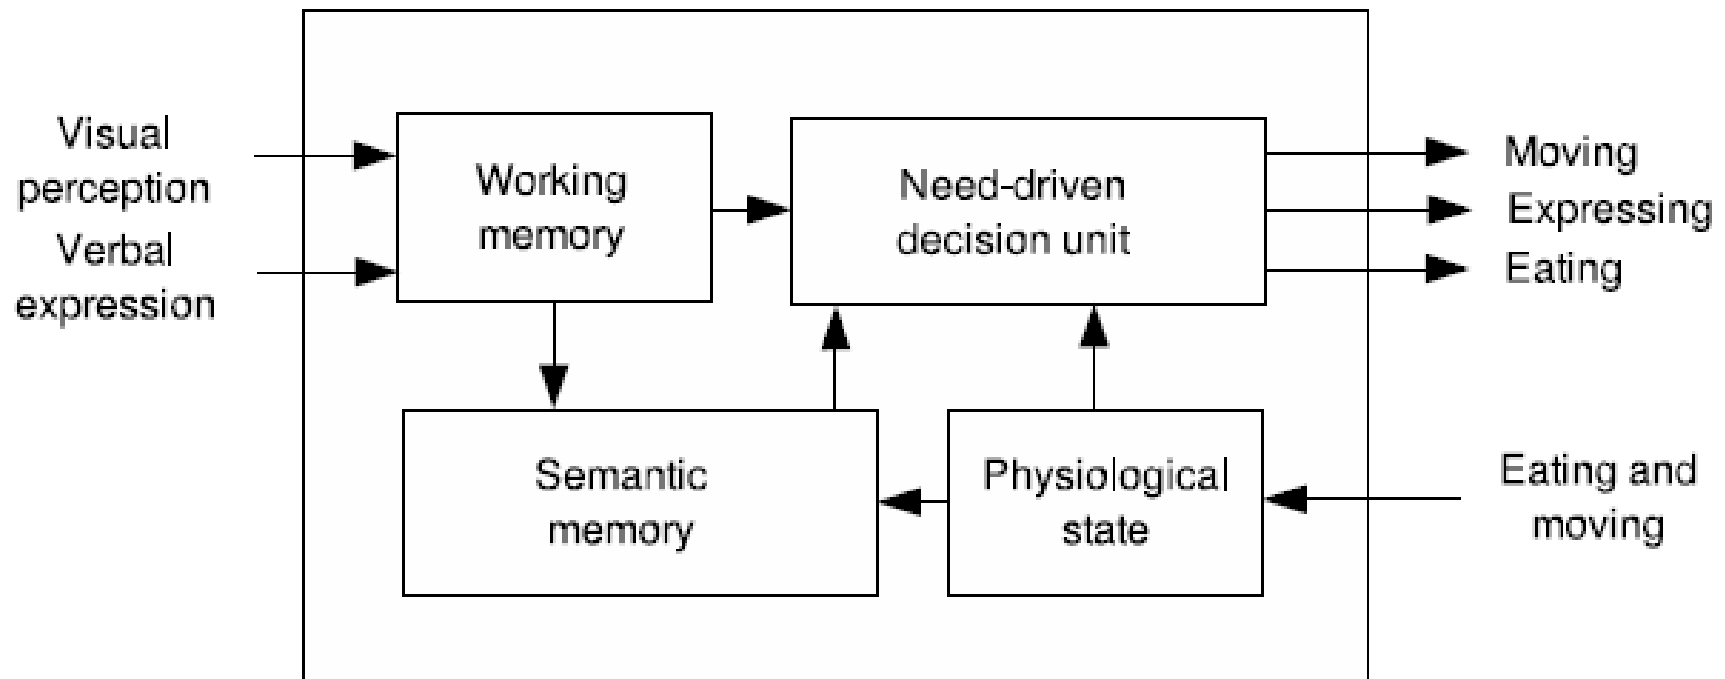 Visual
perception
Verbal
expression
Working
memory
Need-driven
decision unit
Moving
Expressing
Eating
Semantic
memory
Physiological
state
Eating and
moving